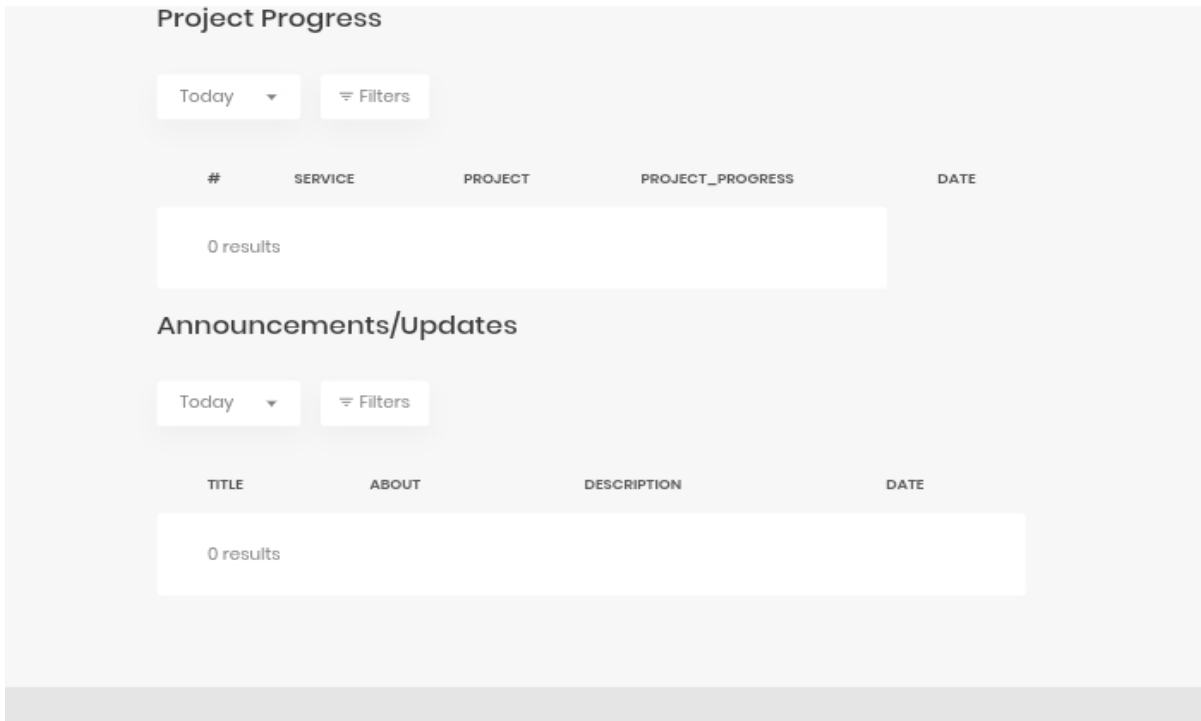 Project Progress
Today Filters
# SERVICE PROJECT PROJECT_PROGRESS DATE
0 results
Announcements/Updates
Today Filters
TITLE ABOUT DESCRIPTION DATE
0 results